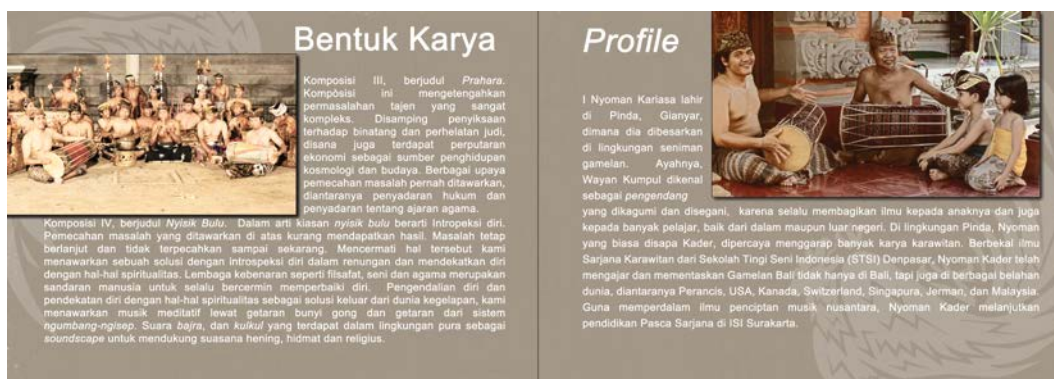 Bentuk Karya
Komposisi III, berjudul Prahara.
Kompòsisi ini mengetengahkan
permasalahan tajen yang sangat
kompleks. Disamping penyiksaan
terhadap binatang dan perhelatan judi,
disana juga terdapat perputaran
ekonomi sebagai sumber penghidupan
kosmologi dan budaya. Berbagai upaya
pemecahan masalah pernah ditawarkan,
diantaranya penyadaran hukum dan
penyadaran tentang ajaran agama.
Komposisi IV, berjudul Nyisik Bulu. Dalam arti kiasan nyisik bulu berarti Intropeksi diri.
Pemecahan masalah yang ditawarkan di atas kurang mendapatkan hasil. Masalah tetap
berlanjut dan tidak terpecahkan sampai sekarang. Mencermati hal tersebut kami
menawarkan sebuah solusi dengan introspeksi diri dalam renungan dan mendekatkan diri
dengan hal-hal spiritualitas. Lembaga kebenaran seperti filsafat, seni dan agama merupakan
sandaran manusia untuk selalu bercermin memperbaiki diri. Pengendalian diri dan
pendekatan diri dengan hal-hal spiritualitas sebagai solusi keluar dari dunia kegelapan, kami
menawarkan musik meditatif lewat getaran bunyi gong dan getaran dari sistem
ngumbang-ngisep. Suara bajra, dan kulkul yang terdapat dalam lingkungan pura sebagai
soundscape untuk mendukung suasana hening, hidmat dan religius.
Profile
I Nyoman Kariasa lahir
di Pinda, Gianyar,
dimana dia dibesarkan
di lingkungan seniman
gamelan. Ayahnya,
Wayan Kumpul dikenal
sebagai pengendang
yang dikagumi dan disegani, karena selalu membagikan ilmu kepada anaknya dan juga
kepada banyak pelajar, baik dari dalam maupun luar negeri. Di lingkungan Pinda, Nyoman
yang biasa disapa Kader, dipercaya menggarap banyak karya karawitan. Berbekal ilmu
Sarjana Karawitan dari Sekolah Tingi Seni Indonesia (STSI) Denpasar, Nyoman Kader telah
mengajar dan mementaskan Gamelan Bali tidak hanya di Bali, tapi juga di berbagai belahan
dunia, diantaranya Perancis, USA, Kanada, Switzerland, Singapura, Jerman, dan Malaysia.
Guna memperdalam ilmu penciptan musik nusantara, Nyoman Kader melanjutkan
pendidikan Pasca Sarjana di ISI Surakarta.